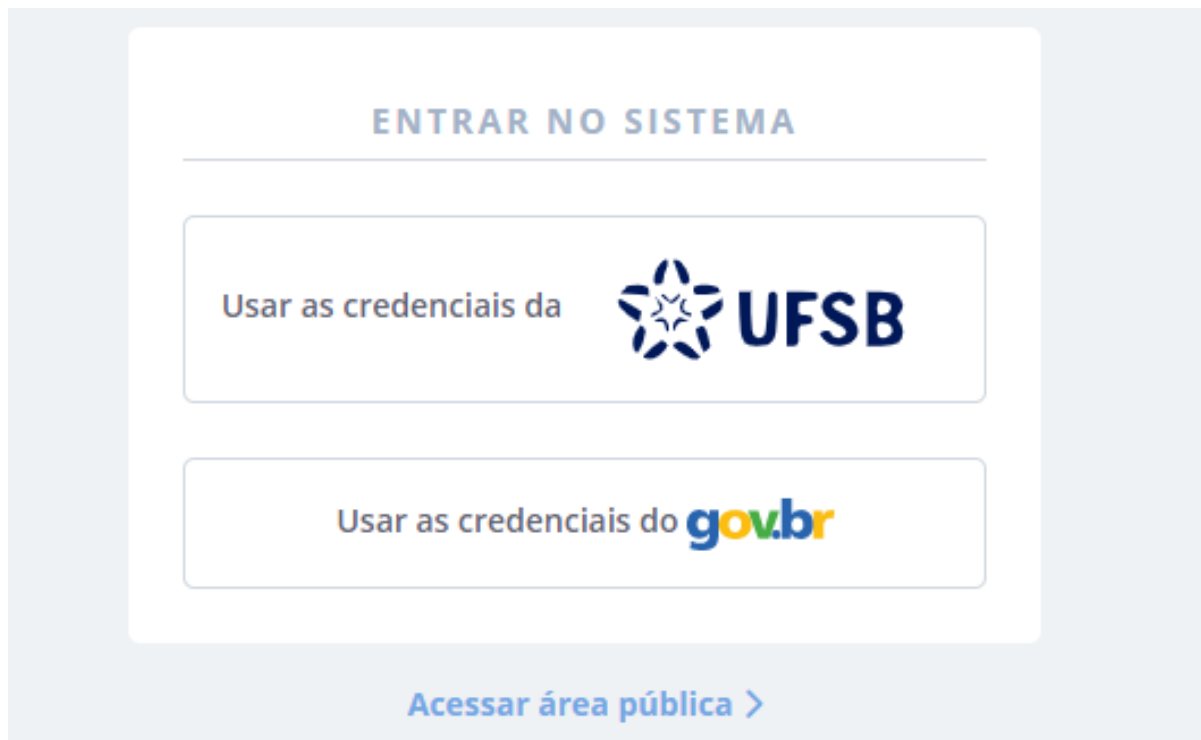 ENTRAR NO SISTEMA
Usar as credenciais da UFSB
Usar as credenciais do gov.br
Acessar área pública >